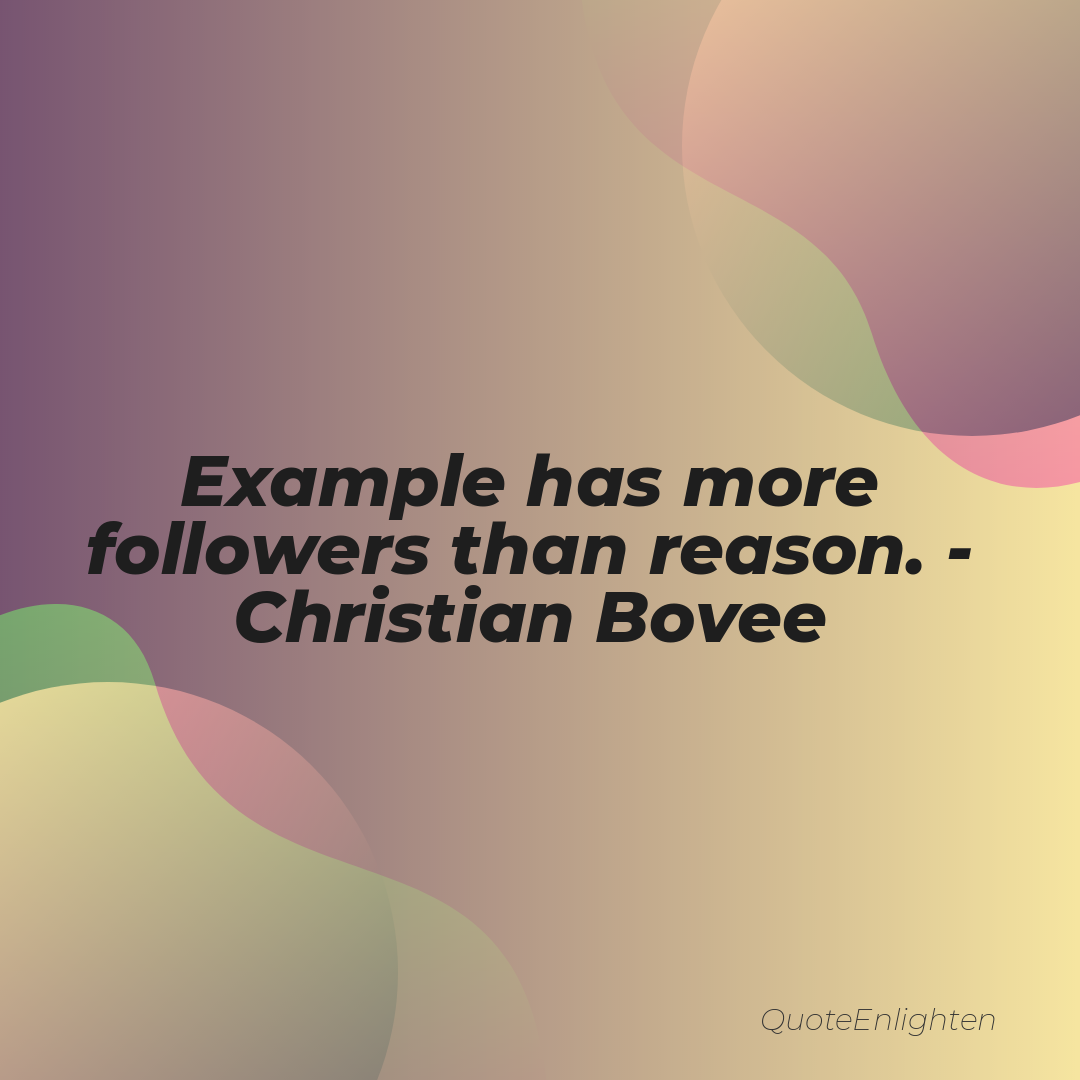 Example has more
followers than reason. -
Christian Bovee
QuoteEnlighten